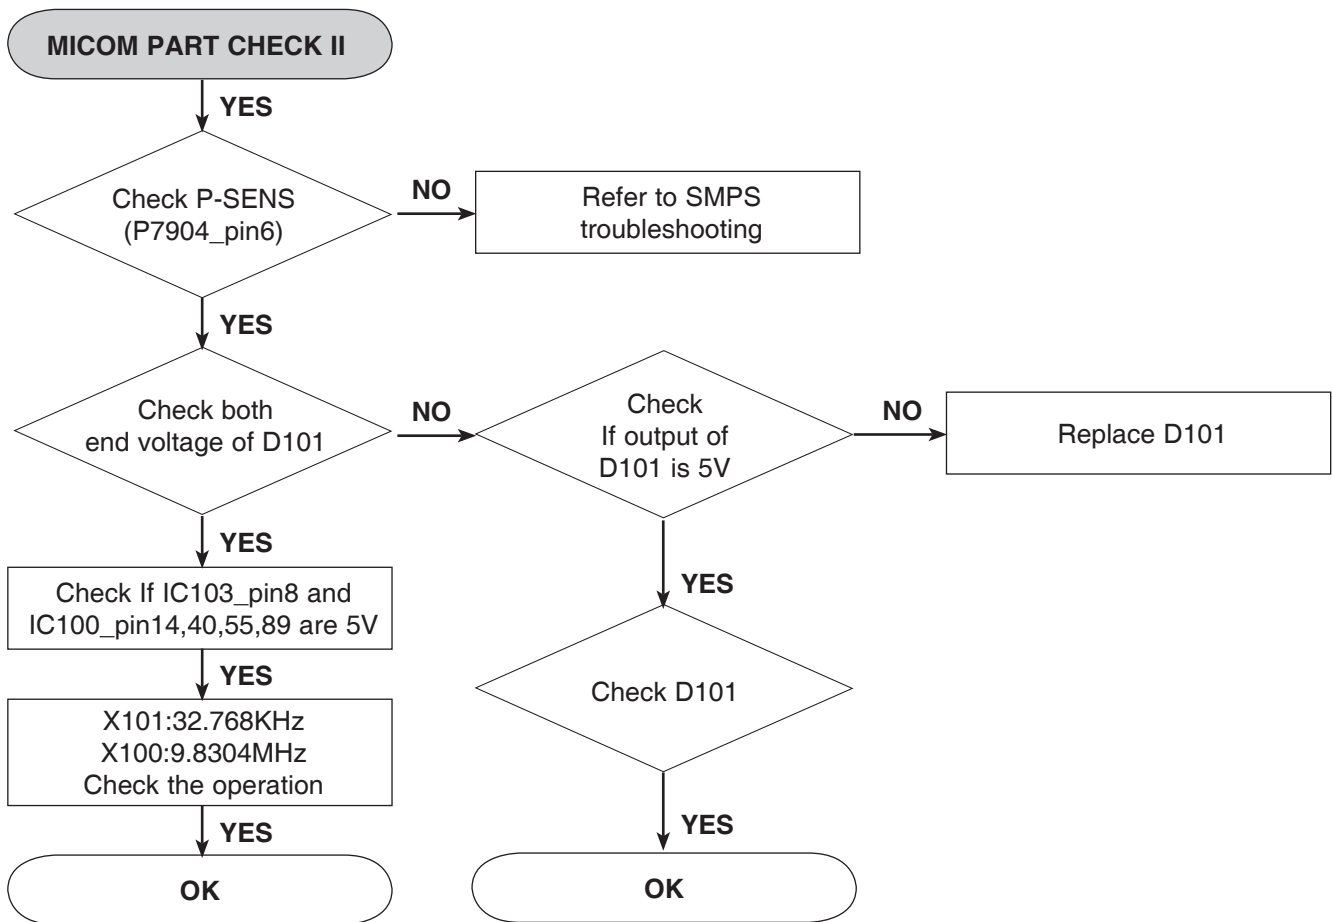 MICOM PART CHECK II
YES
Check P-SENS
(P7904_pin6)
NO
Refer to SMPS
troubleshooting
YES
Check both
end voltage of D101
NO
Check
If output of
D101 is 5V
NO
Replace D101
YES
Check If IC103_pin8 and
IC100_pin14,40,55,89 are 5V
YES
X101:32.768KHz
X100:9.8304MHz
Check the operation
YES
OK
YES
Check D101
YES
OK